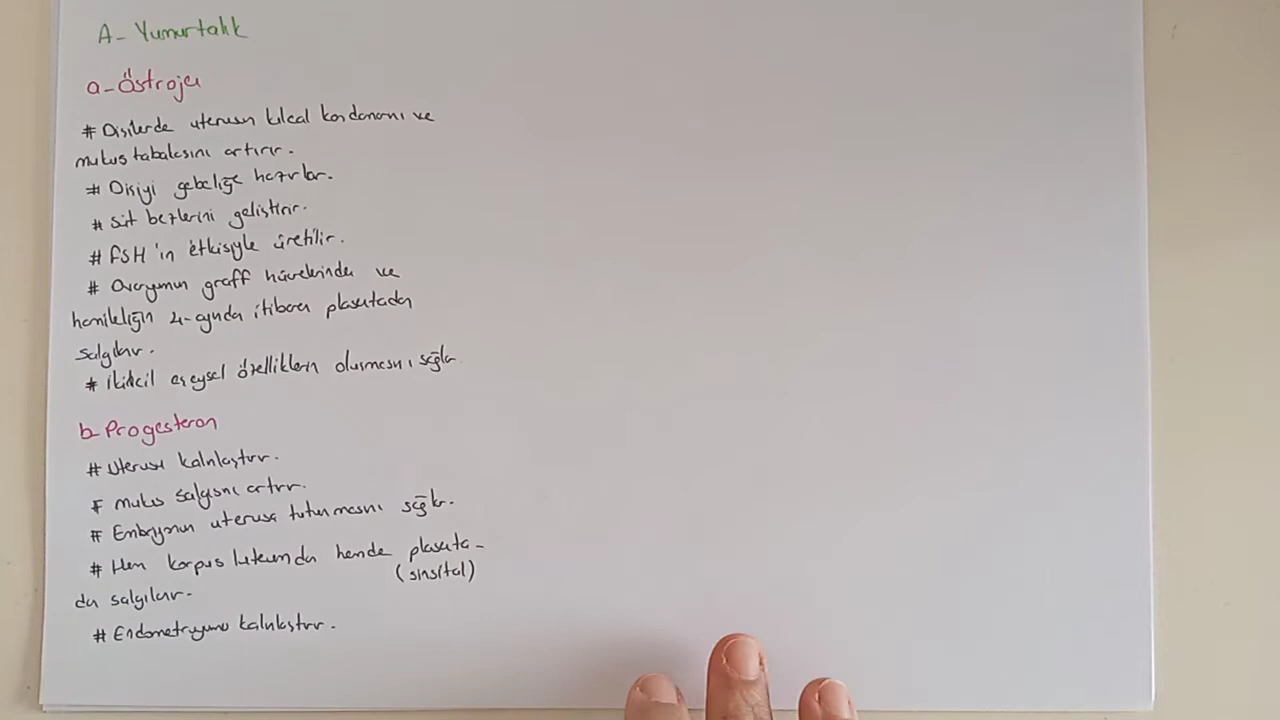 A- Yumurtalık
a- Östrojen
# Dişilerde uterusun kılcal kan damarını ve
mukus tabakasını artırır.
# Dişiyi gebeliğe hazırlar.
# Süt bezlerini geliştirir.
# FSH'ın etkisiyle üretilir.
# Ovaryumun graff hücrelerinden ve
hamileliğin 4. ayından itibaren plasentadan
salgılanır.
# İkincil eşeysel özelliklerin oluşmasını sağlar
b- Progesteron
# Uterusu kalınlaştırır.
# Mukus salgısını artırır.
# Embriyonun uterusa tutunmasını sağlar.
# Hem korpus luteumdan hemde plasenta-
(sinsital)
dan salgılanır.
# Endometriyumu kalınlaştırır.